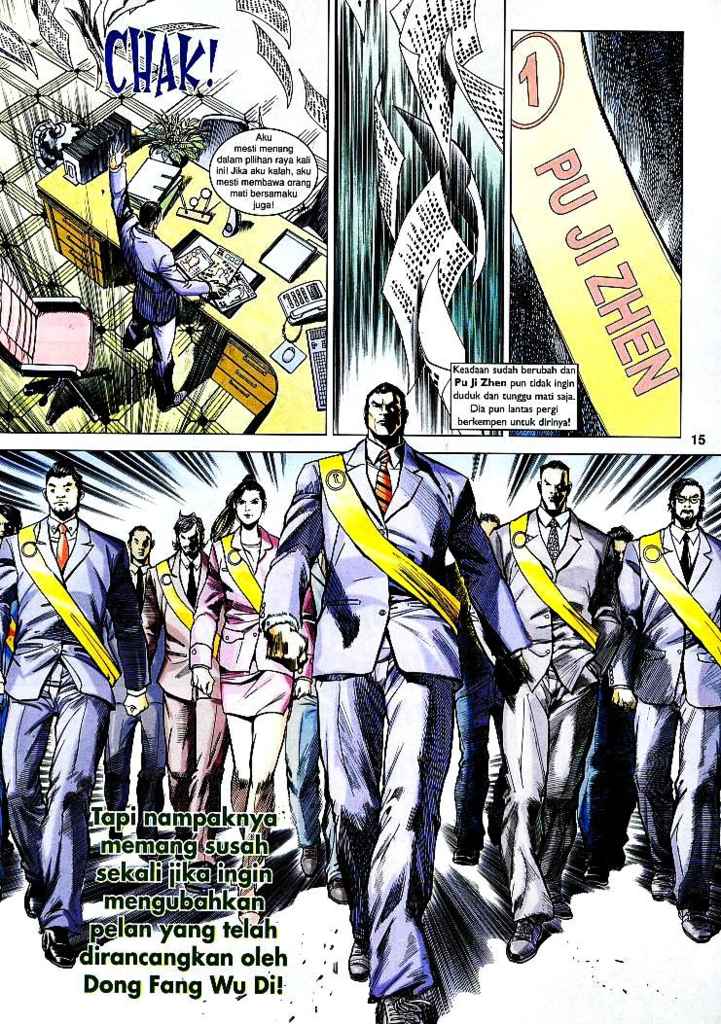 CHAK!
Aku
mesti menang
dalam pilihan raya kali
ini! Jika aku kalah, aku
mesti membawa orang
mati bersamaku
juga!
1
PU JI ZHEN
Keadaan sudah berubah dan
Pu Ji Zhen pun tidak ingin
duduk dan tunggu mati saja.
Dia pun lantas pergi
berkempen untuk dirinya!
15
Tapi nampaknya
memang susah
sekali jika ingin
mengubahkan
pelan yang telah
dirancangkan oleh
Dong Fang Wu Di!